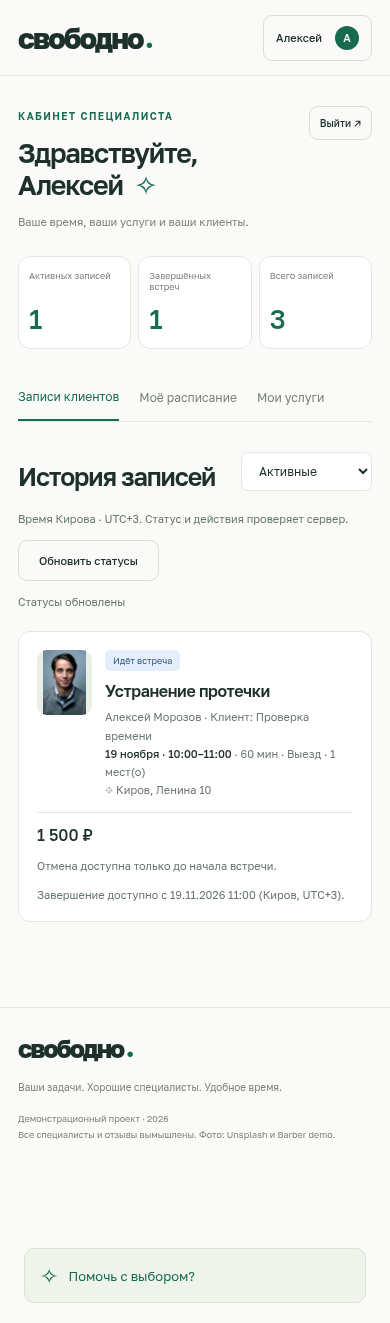 свободно.
Алексей А
КАБИНЕТ СПЕЦИАЛИСТА
Выйти ↗
Здравствуйте,
Алексей ✧
Ваше время, ваши услуги и ваши клиенты.
Активных записей
1
Завершённых
встреч
1
Всего записей
3
Записи клиентов Моё расписание Мои услуги
История записей
Активные
Время Кирова · UTC+3. Статус и действия проверяет сервер.
Обновить статусы
Статусы обновлены
Идёт встреча
Устранение протечки
Алексей Морозов · Клиент: Проверка
времени
19 ноября · 10:00–11:00 · 60 мин · Выезд · 1
мест(о)
⌖ Киров, Ленина 10
1 500 ₽
Отмена доступна только до начала встречи.
Завершение доступно с 19.11.2026 11:00 (Киров, UTC+3).
свободно.
Ваши задачи. Хорошие специалисты. Удобное время.
Демонстрационный проект · 2026
Все специалисты и отзывы вымышлены. Фото: Unsplash и Barber demo.
✧ Помочь с выбором?